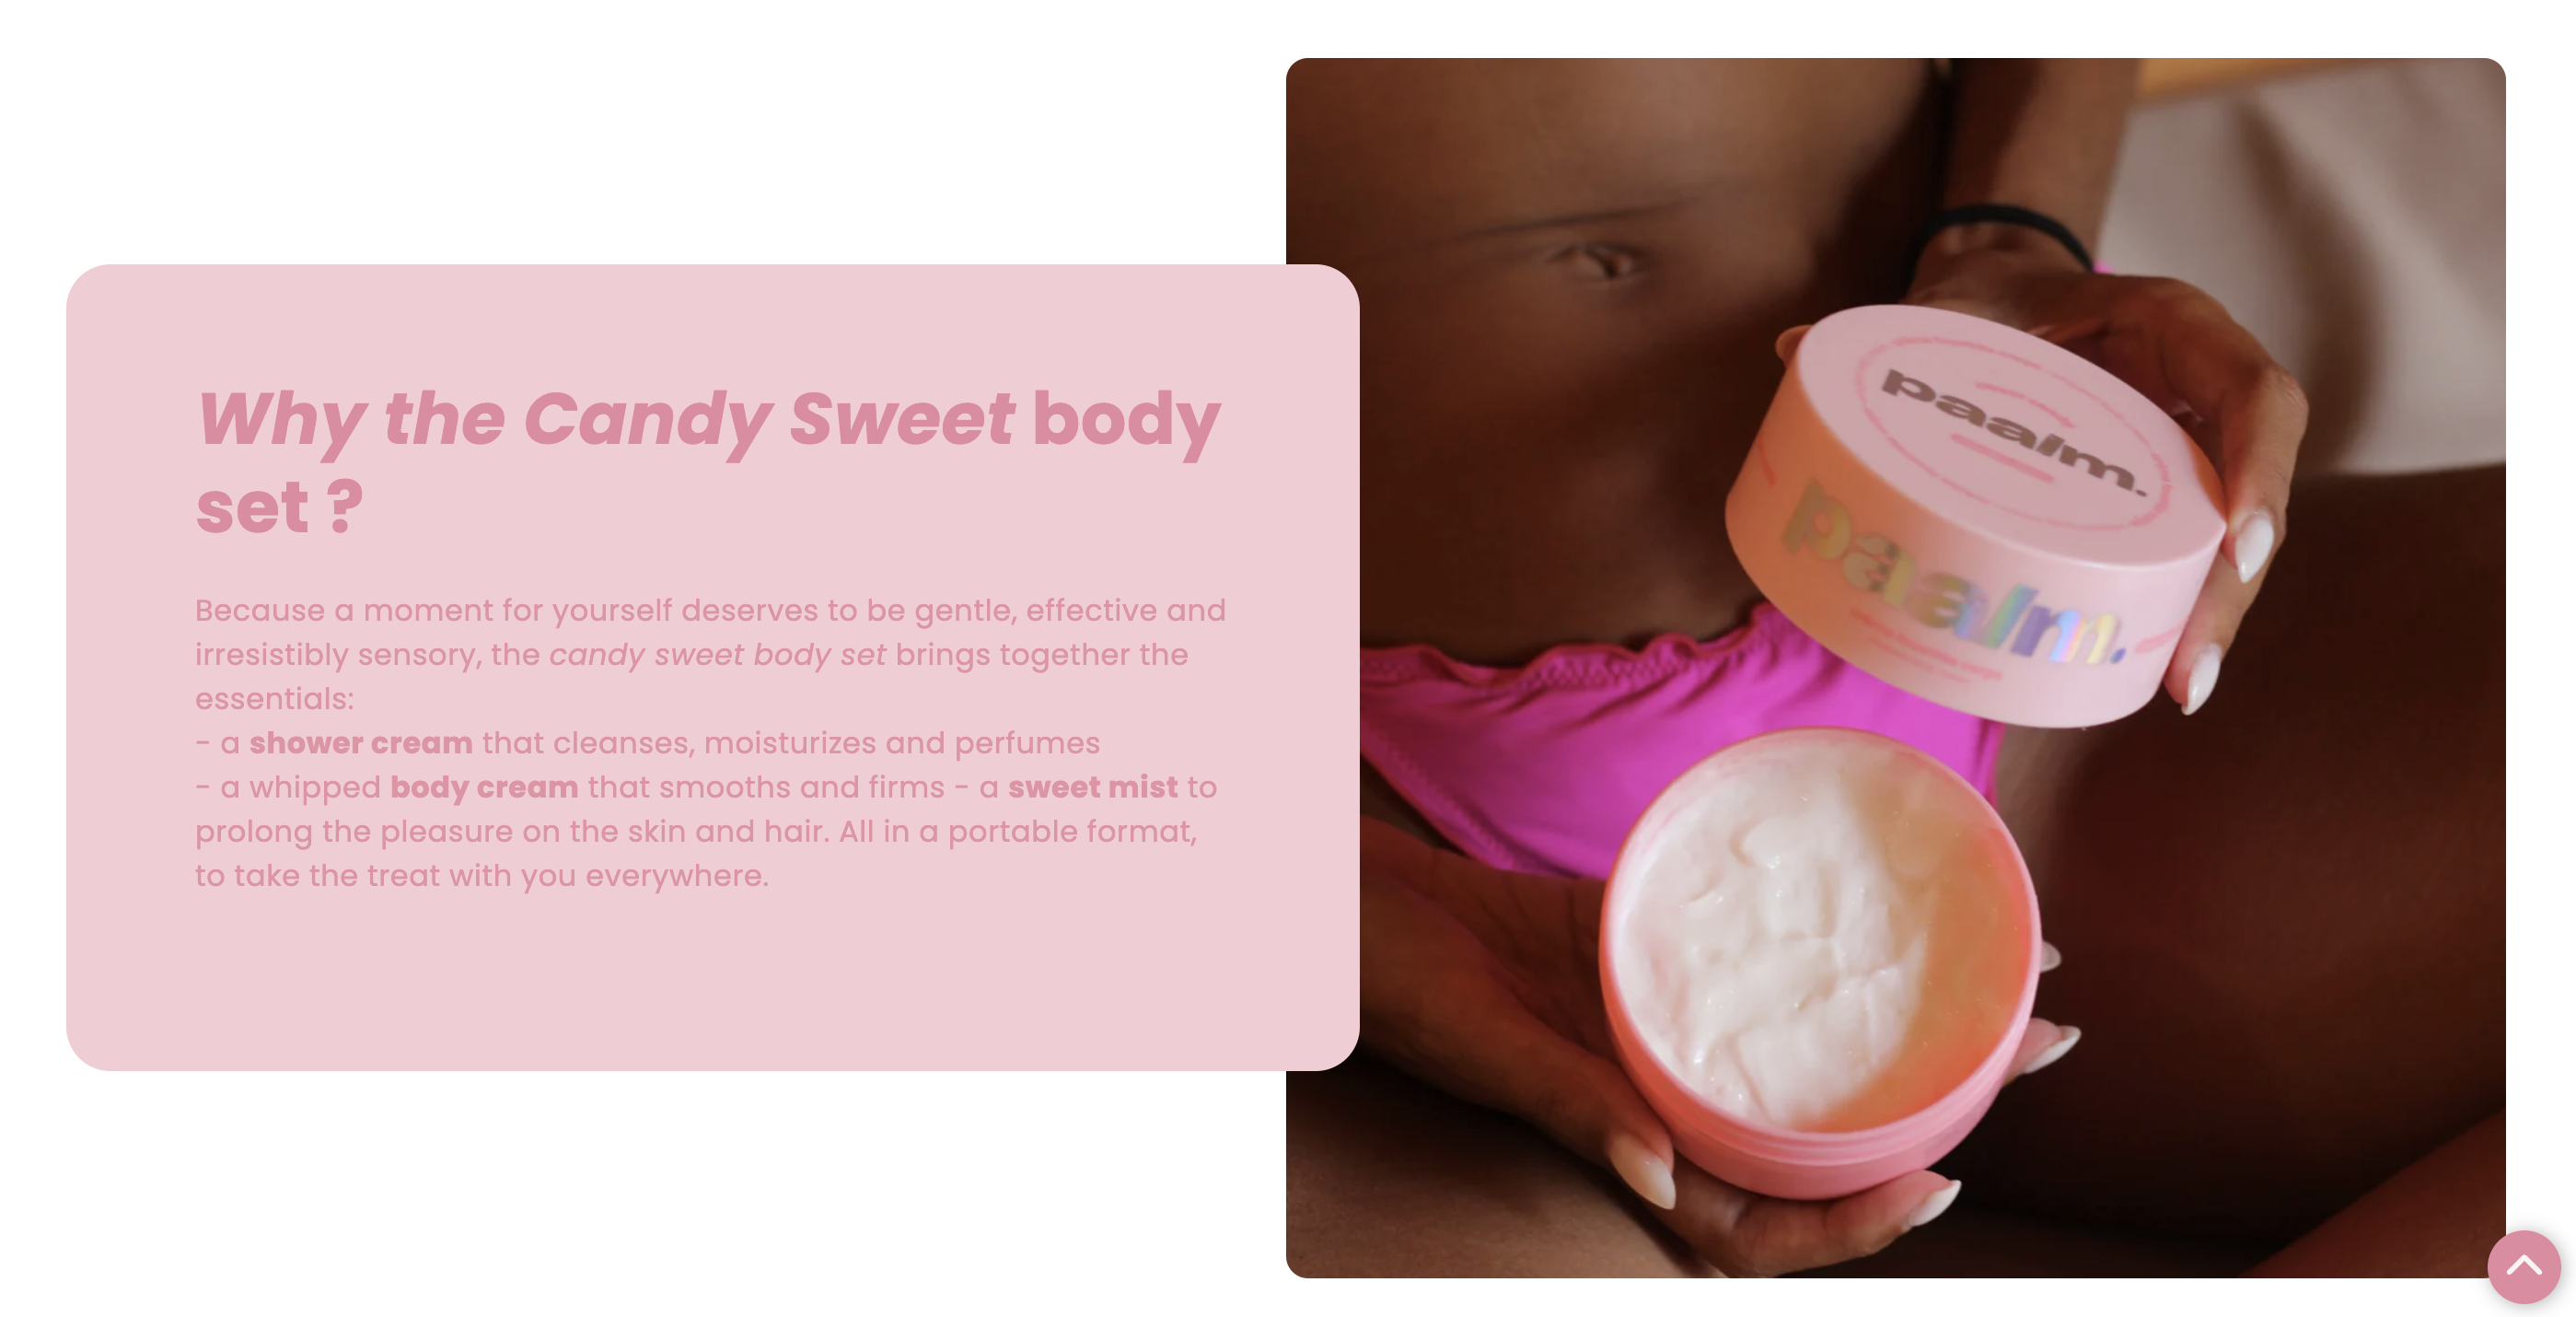 Why the Candy Sweet body
set ?
Because a moment for yourself deserves to be gentle, effective and
irresistibly sensory, the candy sweet body set brings together the
essentials:
- a shower cream that cleanses, moisturizes and perfumes
- a whipped body cream that smooths and firms - a sweet mist to
prolong the pleasure on the skin and hair. All in a portable format,
to take the treat with you everywhere.
paalm.
paalm.